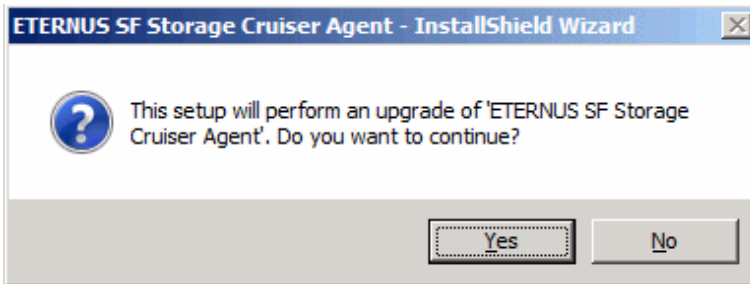 ETERNUS SF Storage Cruiser Agent - InstallShield Wizard
This setup will perform an upgrade of 'ETERNUS SF Storage
Cruiser Agent'. Do you want to continue?
Yes No